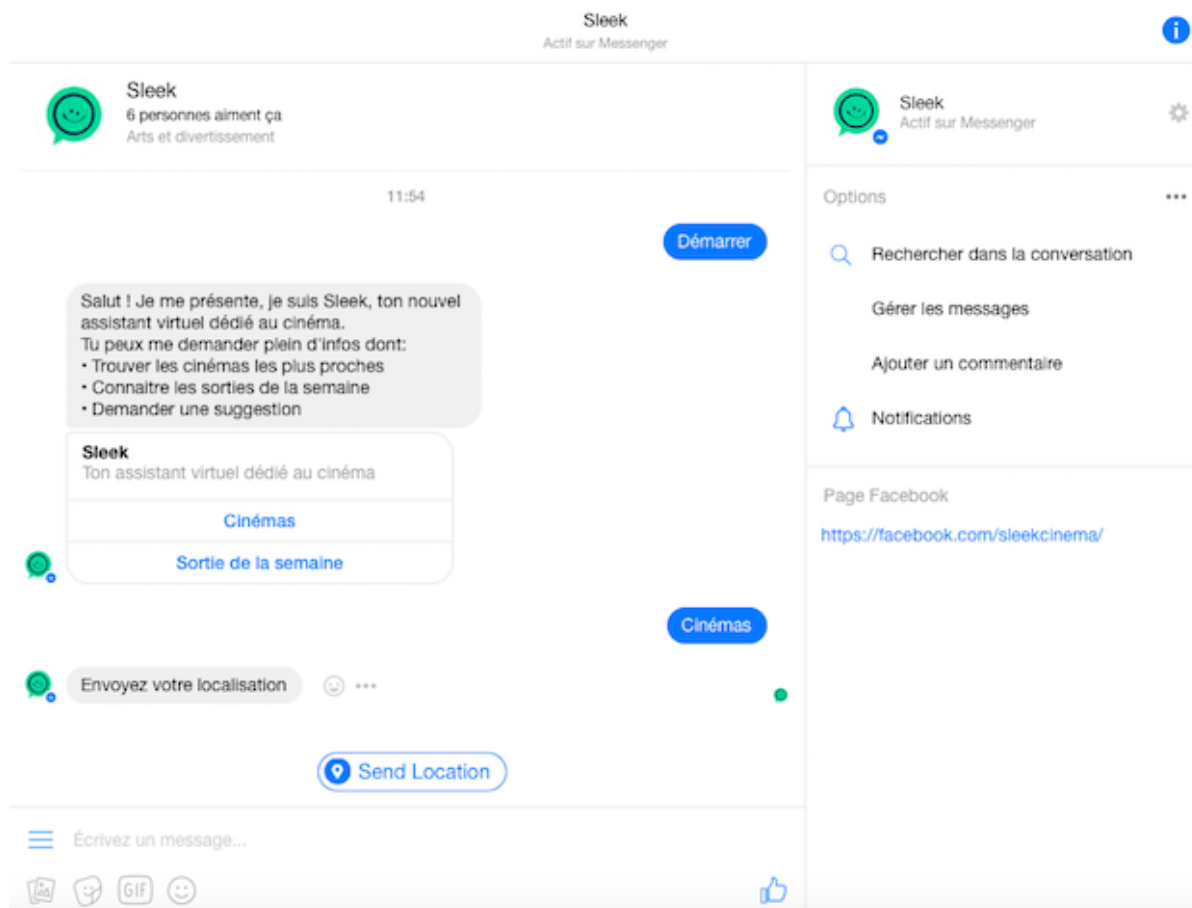 Sleek
Actif sur Messenger
Sleek
6 personnes aiment ça
Arts et divertissement
11:54
Démarrer
Salut ! Je me présente, je suis Sleek, ton nouvel
assistant virtuel dédié au cinéma.
Tu peux me demander plein d'infos dont:
• Trouver les cinémas les plus proches
• Connaitre les sorties de la semaine
• Demander une suggestion
Sleek
Ton assistant virtuel dédié au cinéma
Cinémas
Sortie de la semaine
Cinémas
Envoyez votre localisation
Send Location
Écrivez un message...
GIF
Sleek
Actif sur Messenger
Options
Rechercher dans la conversation
Gérer les messages
Ajouter un commentaire
Notifications
Page Facebook
https://facebook.com/sleekcinema/